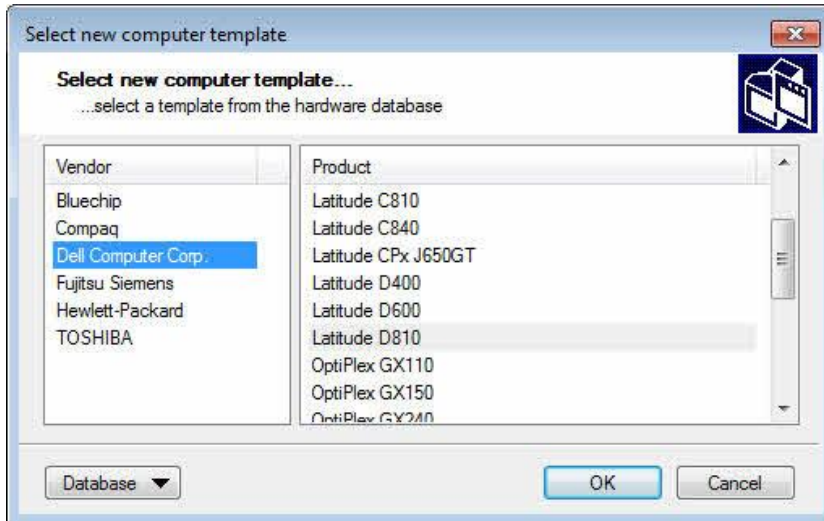 Select new computer template
Select new computer template...
...select a template from the hardware database
Vendor
Bluechip
Compaq
Dell Computer Corp.
Fujitsu Siemens
Hewlett-Packard
TOSHIBA
Product
Latitude C810
Latitude C840
Latitude CPx J650GT
Latitude D400
Latitude D600
Latitude D810
OptiPlex GX110
OptiPlex GX150
OptiPlex GX240
Database
OK
Cancel